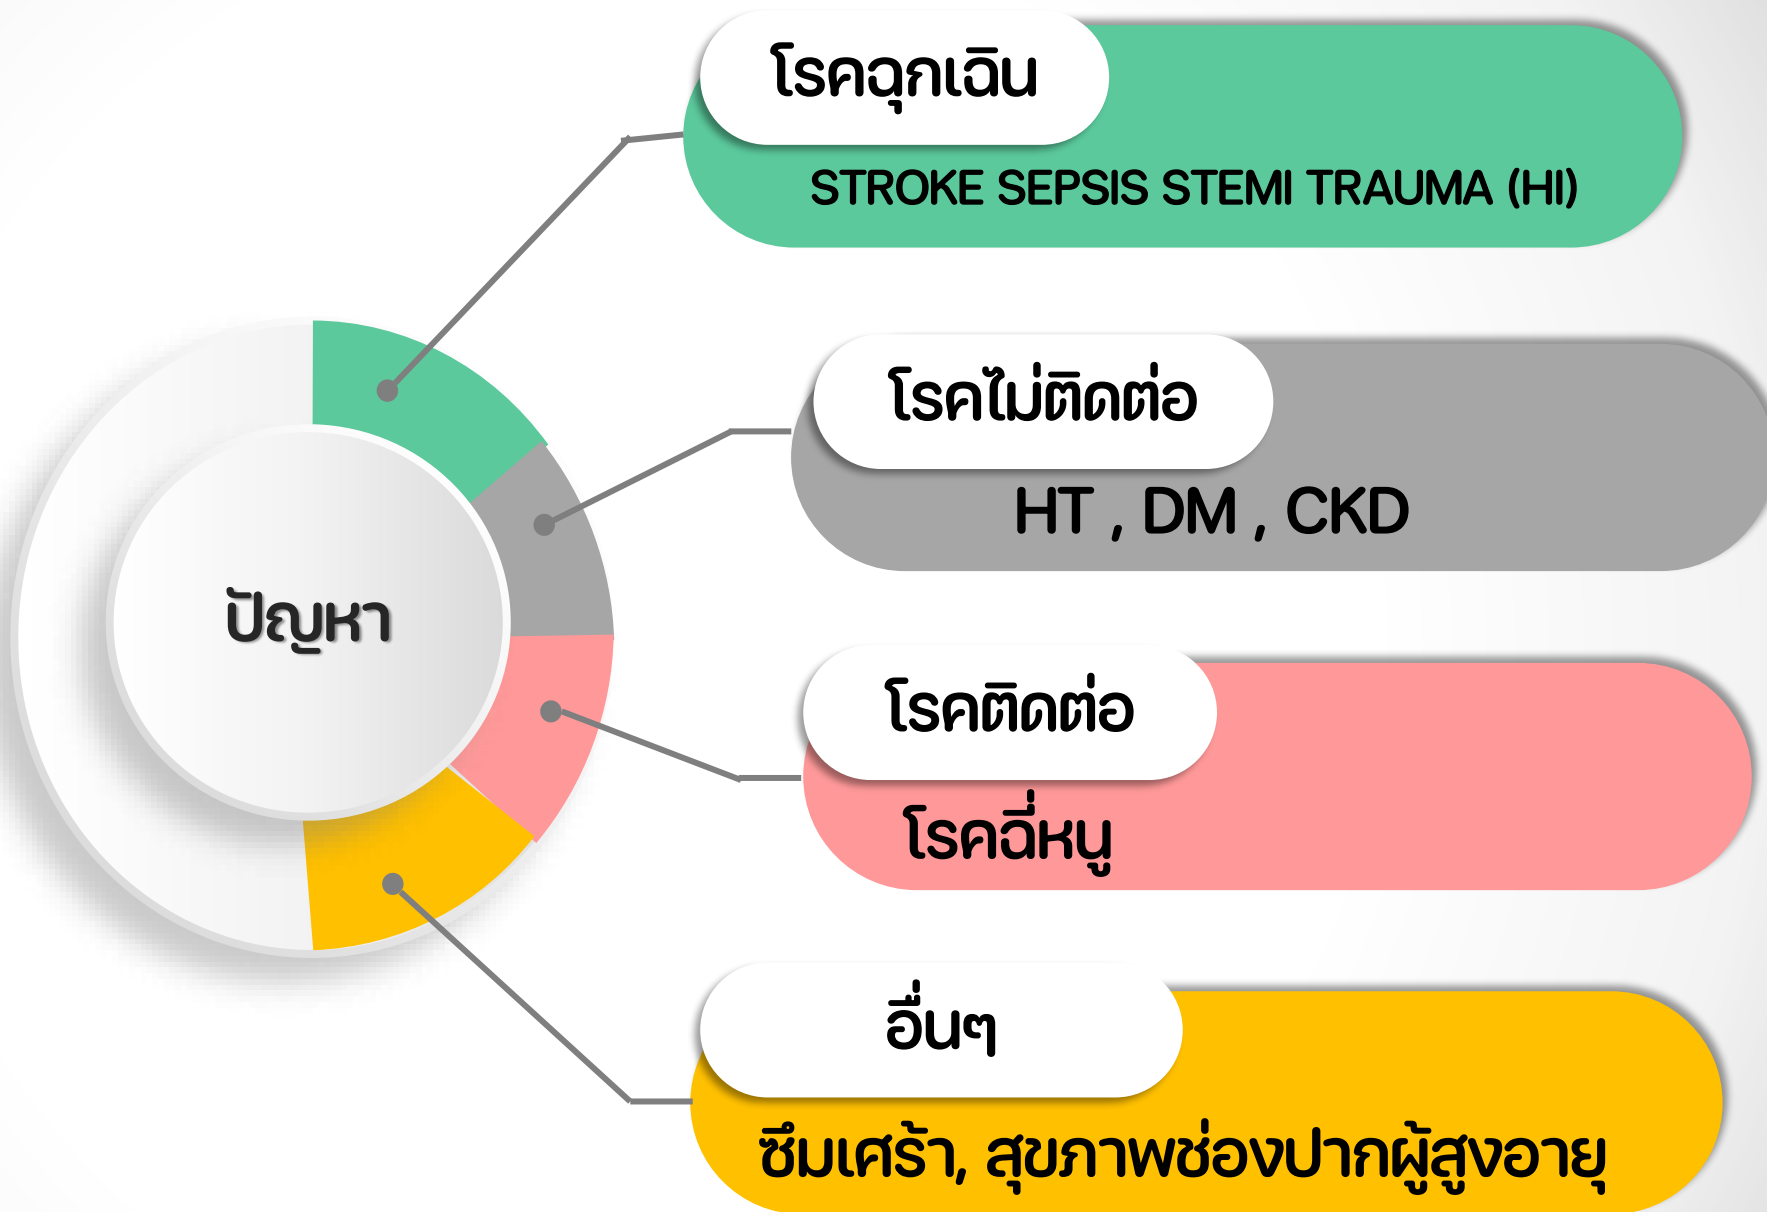 โรคฉุกเฉิน
STROKE SEPSIS STEMI TRAUMA (HI)
โรคไม่ติดต่อ
HT , DM , CKD
ปัญหา
โรคติดต่อ
โรคฉี่หนู
อื่นๆ
ซึมเศร้า, สุขภาพช่องปากผู้สูงอายุ